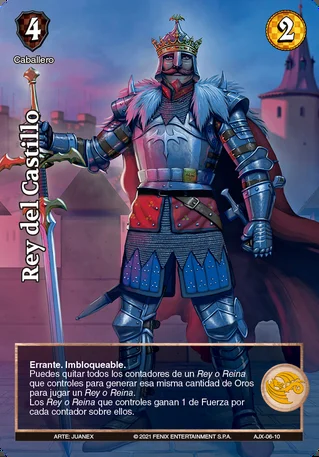 4
2
Caballero
Rey del Castillo
Errante. Imbloqueable.
Puedes quitar todos los contadores de un Rey o Reina
que controles para generar esa misma cantidad de Oros
para jugar un Rey o Reina.
Los Rey o Reina que controles ganan 1 de Fuerza por
cada contador sobre ellos.
ARTE: JUANEX
© 2021 FENIX ENTERTAINMENT S.P.A.
AJX-06-10